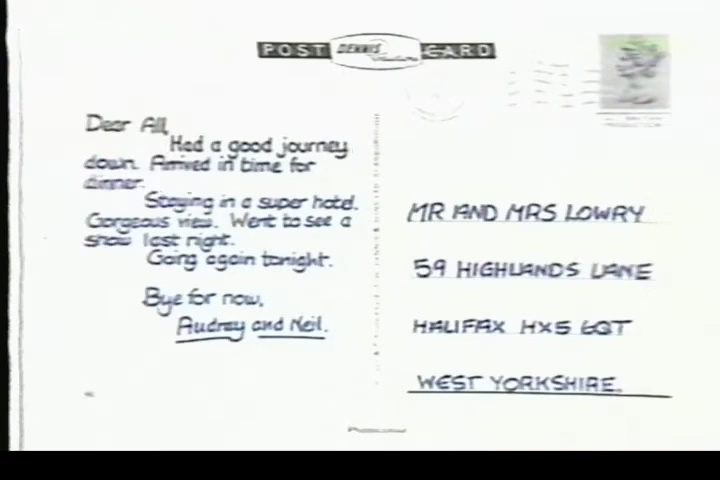 POST DENNIS Productions CARD
Dear All,
Had a good journey
down. Arrived in time for
dinner.
Staying in a super hotel.
Gorgeous view. Went to see a
show last night.
Going again tonight.
Bye for now,
Audrey and Neil.
MR AND MRS LOWRY
59 HIGHLANDS LANE
HALIFAX HX5 6QT
WEST YORKSHIRE.